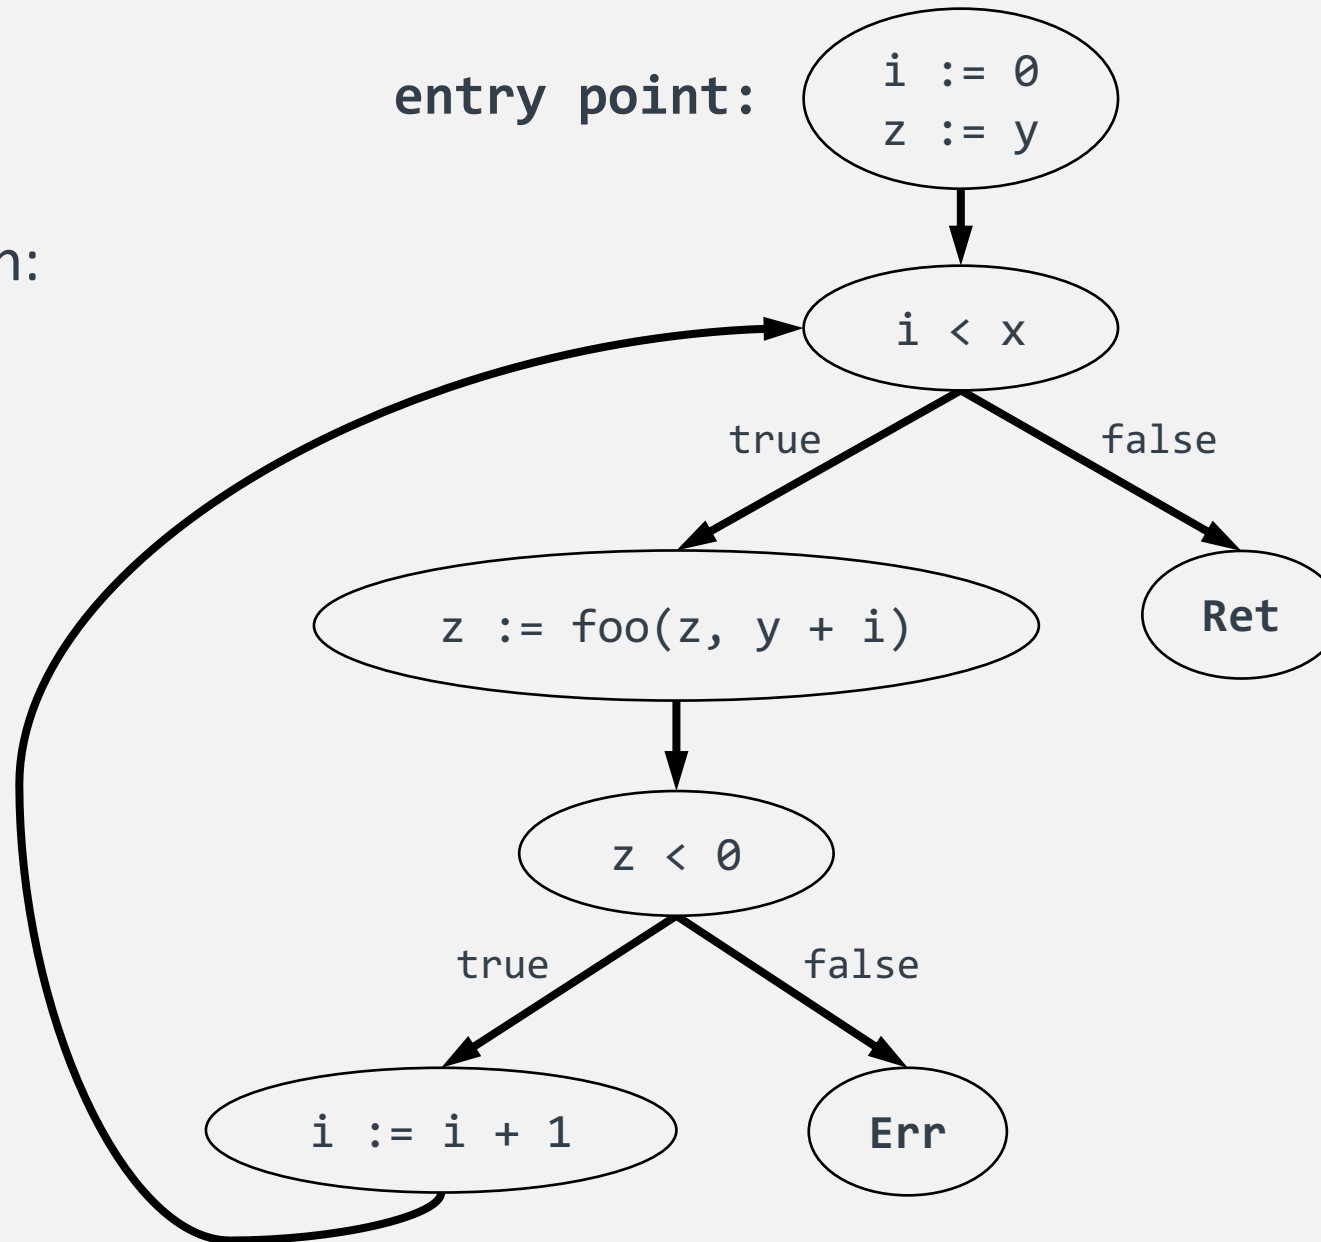 i := 0
entry point:
z := y
n:
i < x
true
false
z := foo(z, y + i)
Ret
z < 0
true
false
i := i + 1
Err